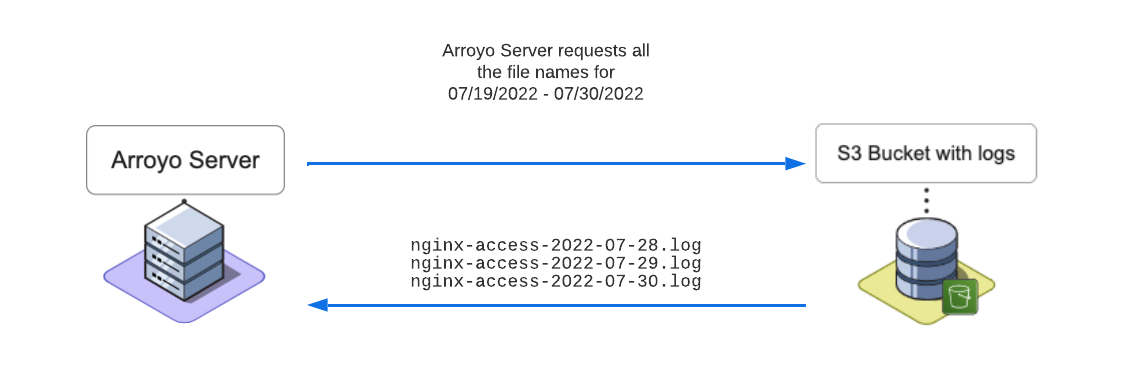 Arroyo Server requests all
the file names for
07/19/2022 - 07/30/2022
Arroyo Server
S3 Bucket with logs
nginx-access-2022-07-28.log
nginx-access-2022-07-29.log
nginx-access-2022-07-30.log